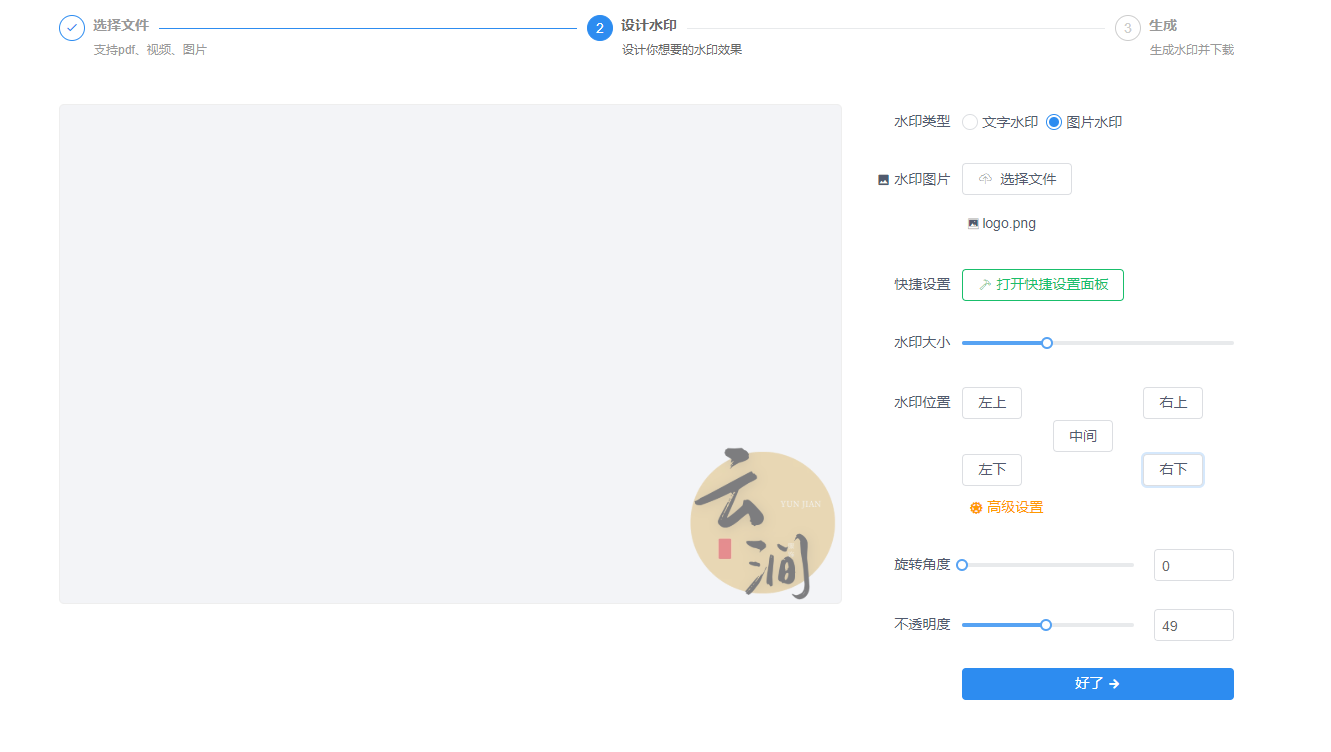 选择文件
支持pdf、视频、图片
2
设计水印
设计你想要的水印效果
3
生成
生成水印并下载
水印类型 文字水印 图片水印
水印图片 选择文件
logo.png
快捷设置 打开快捷设置面板
水印大小
水印位置 左上 右上
中间
左下 右下
高级设置
旋转角度 0
不透明度 49
好了
云涧
YUN JIAN